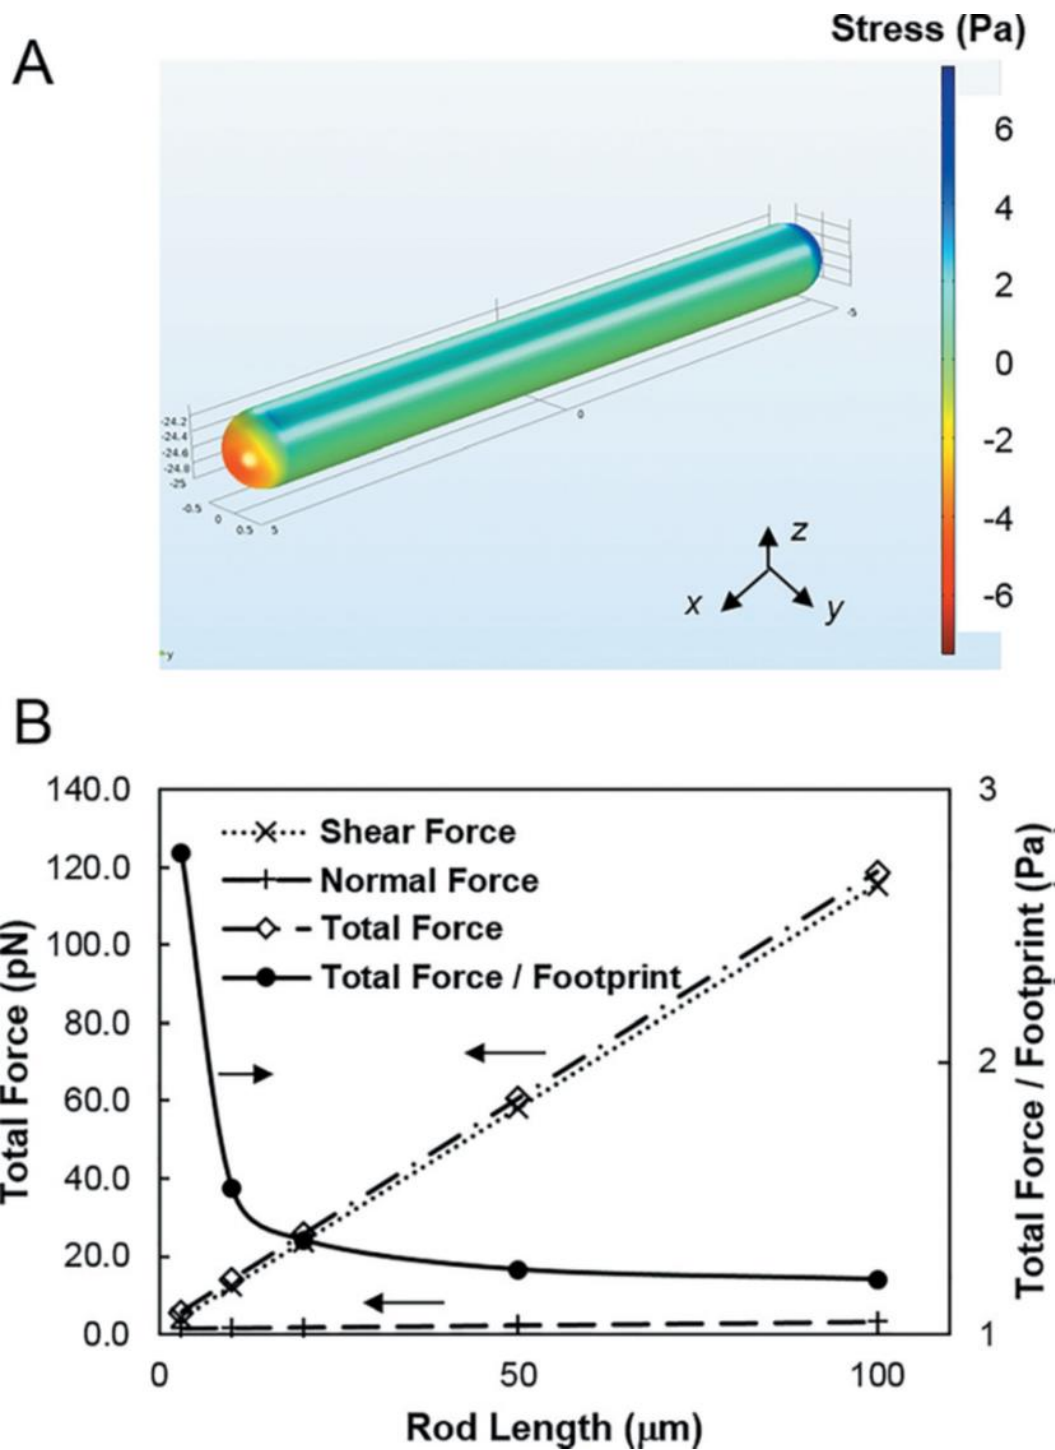 A
Stress (Pa)
6
4
2
0
-2
-4
-6
-5
0
-24.2
-24.4
-24.6
-24.8
-25
-0.5
0
0.5
5
z
x
y
y
B
140.0
120.0
100.0
80.0
60.0
40.0
20.0
0.0
Total Force (pN)
Shear Force
Normal Force
Total Force
Total Force / Footprint
3
2
1
Total Force / Footprint (Pa)
0
50
100
Rod Length (μm)